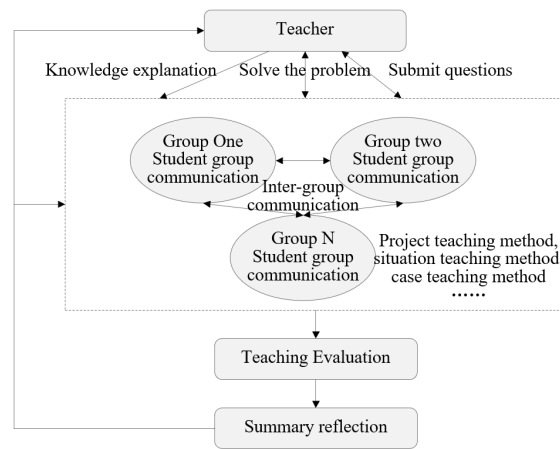 Teacher
Knowledge explanation
Solve the problem
Submit questions
Group One
Student group
communication
Group two
Student group
communication
Inter-group
communication
Group N
Student group
communication
Project teaching method,
situation teaching method
case teaching method
······
Teaching Evaluation
Summary reflection